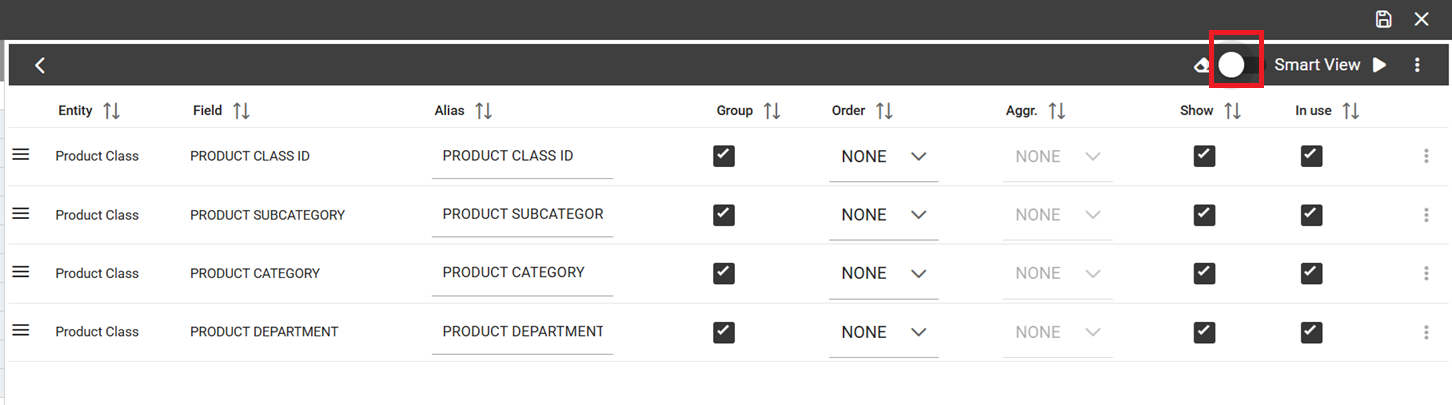 Smart View
Entity Field Alias Group Order Aggr. Show In use
Product Class PRODUCT CLASS ID PRODUCT CLASS ID NONE NONE
Product Class PRODUCT SUBCATEGORY PRODUCT SUBCATEGOR NONE NONE
Product Class PRODUCT CATEGORY PRODUCT CATEGORY NONE NONE
Product Class PRODUCT DEPARTMENT PRODUCT DEPARTMENT NONE NONE